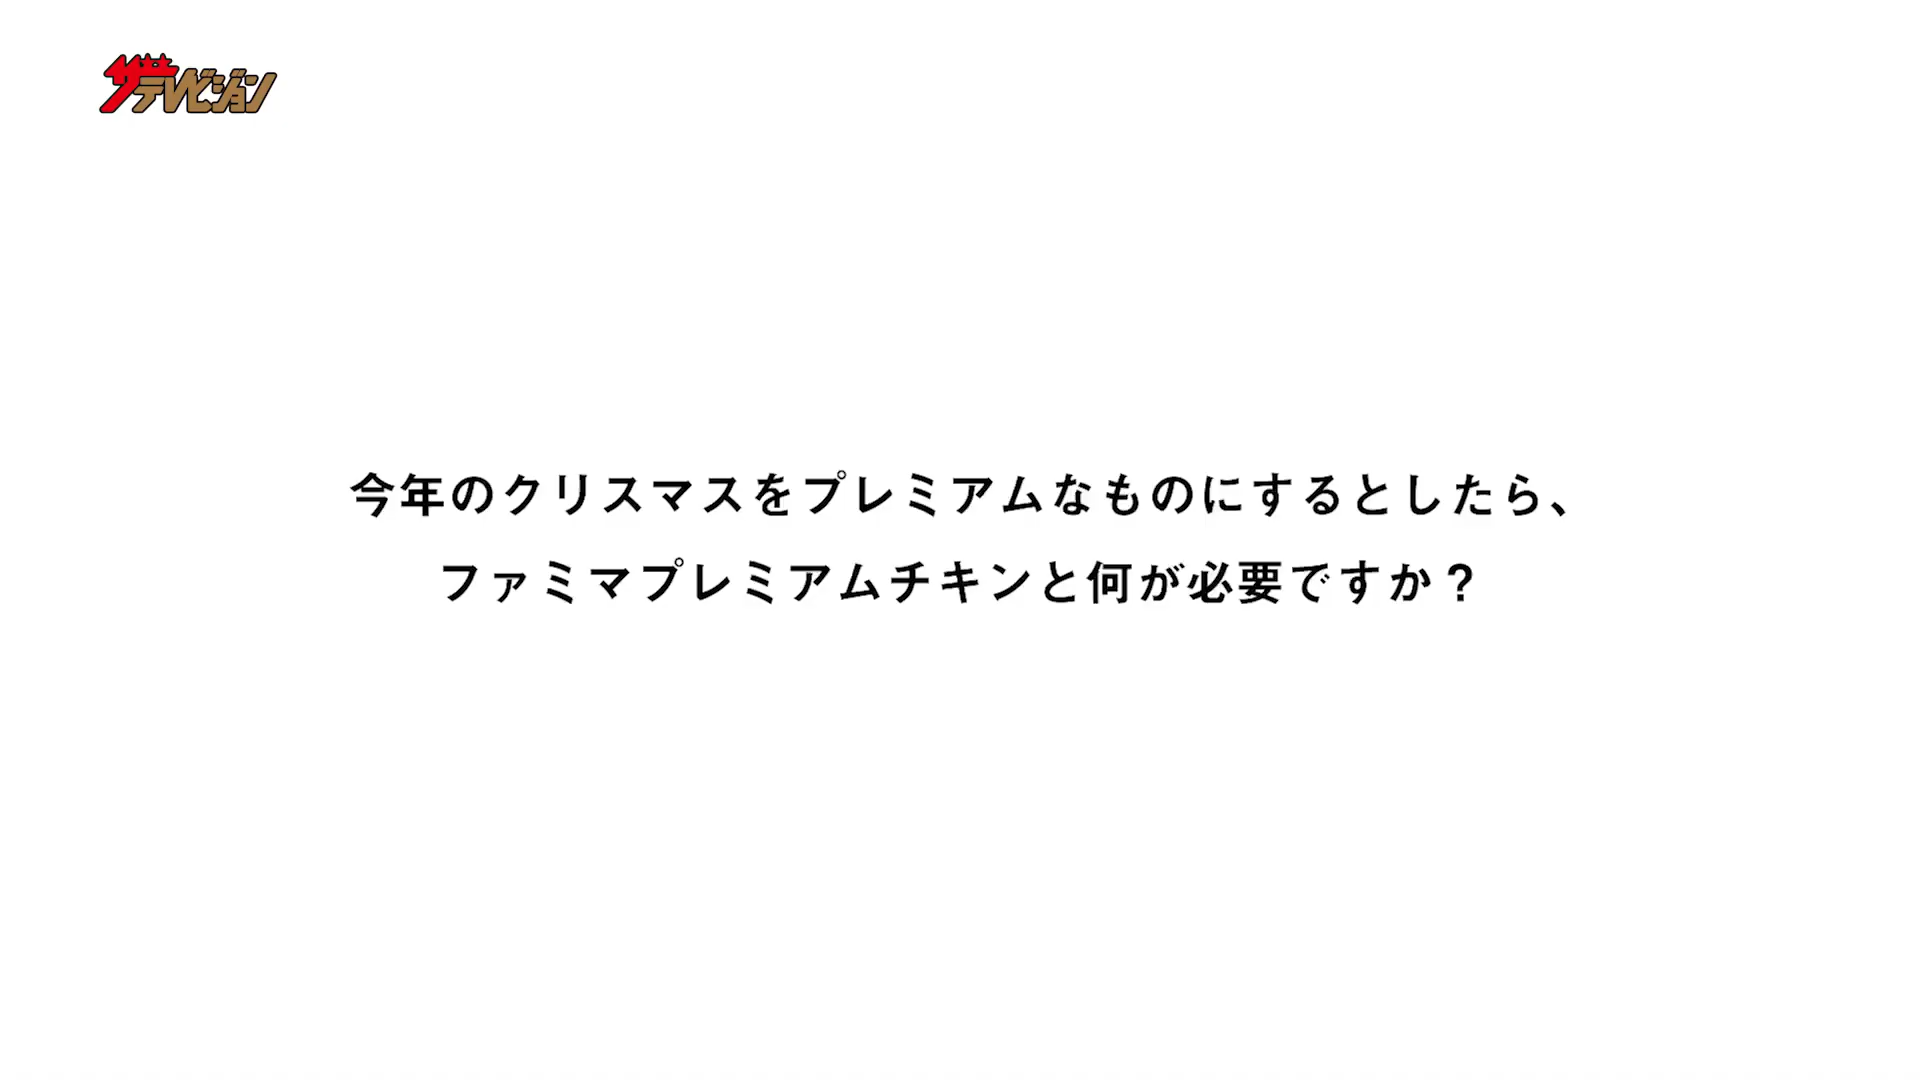 ザテレビジョン
今年のクリスマスをプレミアムなものにするとしたら、
ファミマプレミアムチキンと何が必要ですか？